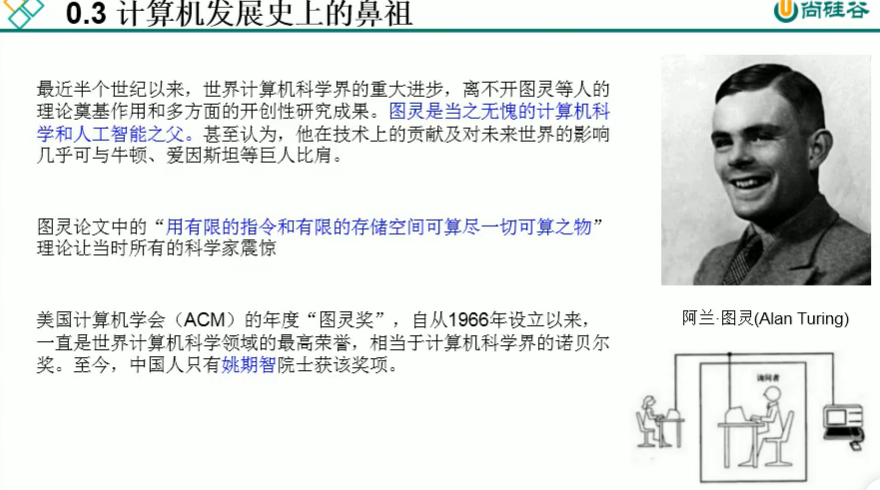 0.3 计算机发展史上的鼻祖
尚硅谷
最近半个世纪以来，世界计算机科学界的重大进步，离不开图灵等人的
理论奠基作用和多方面的开创性研究成果。图灵是当之无愧的计算机科
学和人工智能之父。甚至认为，他在技术上的贡献及对未来世界的影响
几乎可与牛顿、爱因斯坦等巨人比肩。
图灵论文中的“用有限的指令和有限的存储空间可算尽一切可算之物”
理论让当时所有的科学家震惊
美国计算机学会（ACM）的年度“图灵奖”，自从1966年设立以来，
一直是世界计算机科学领域的最高荣誉，相当于计算机科学界的诺贝尔
奖。至今，中国人只有姚期智院士获该奖项。
阿兰·图灵(Alan Turing)
询问者